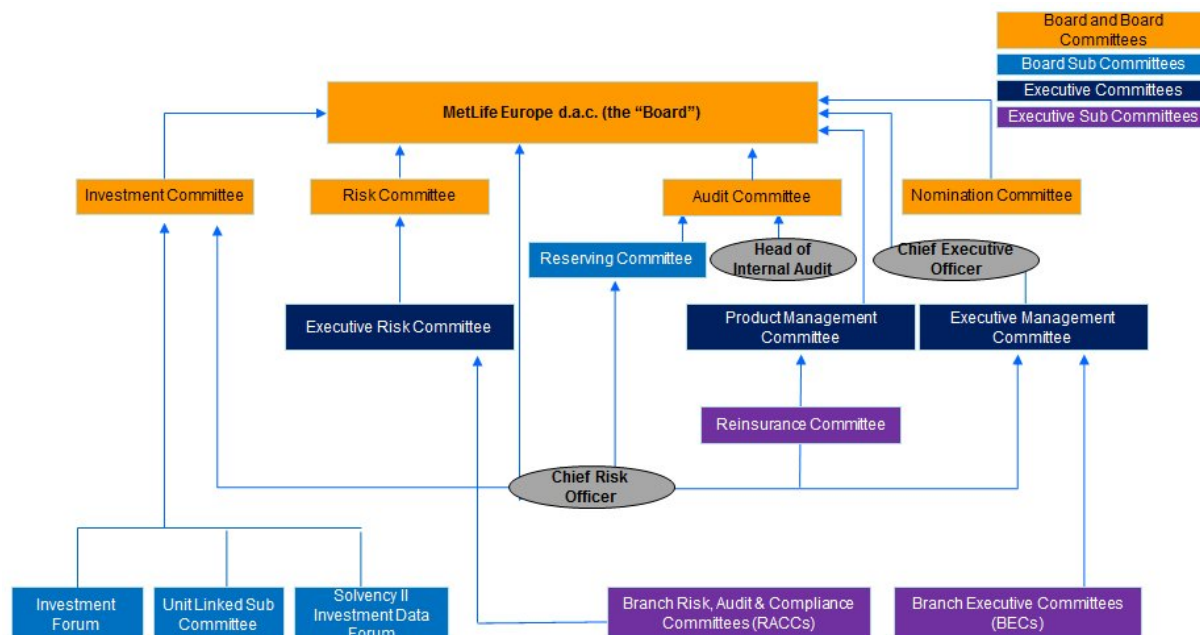 Board and Board
Committees
Board Sub Committees
Executive Committees
Executive Sub Committees
MetLife Europe d.a.c. (the “Board”)
Investment Committee
Risk Committee
Audit Committee
Nomination Committee
Reserving Committee
Head of
Internal Audit
Chief Executive
Officer
Executive Risk Committee
Product Management
Committee
Executive Management
Committee
Reinsurance Committee
Chief Risk
Officer
Investment
Forum
Unit Linked Sub
Committee
Solvency II
Investment Data
Forum
Branch Risk, Audit & Compliance
Committees (RACCs)
Branch Executive Committees
(BECs)